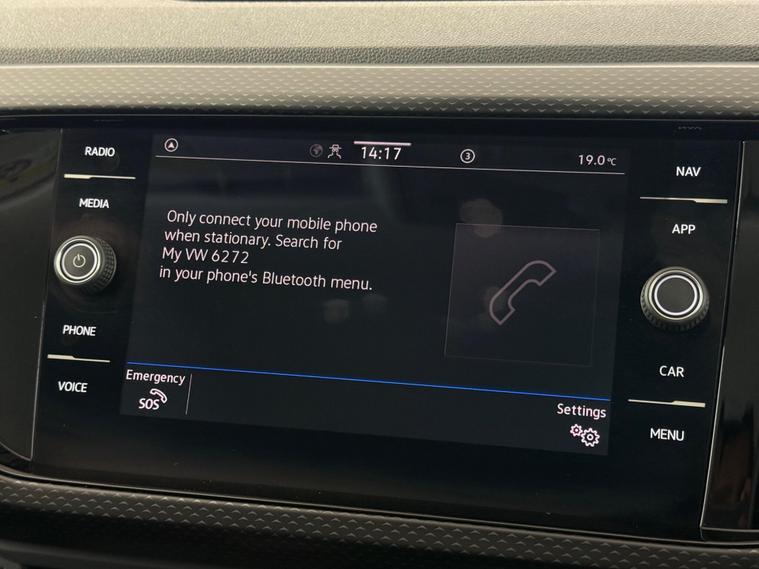 RADIO
MEDIA
PHONE
VOICE
14:17
3
19.0°C
Only connect your mobile phone
when stationary. Search for
My VW 6272
in your phone's Bluetooth menu.
Emergency
SOS
Settings
NAV
APP
CAR
MENU